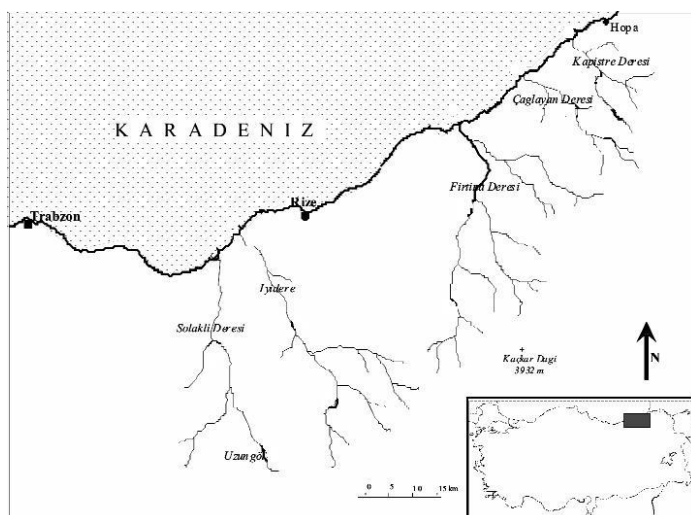 Hopa
Kapistre Deresi
Çaglayan Deresi
KARADENIZ
Firtina Deresi
Rize
Trabzon
Iyidere
Solakli Deresi
Kaçkar Dagi
3932 m
N
Uzungöl
0 5 10 15 km